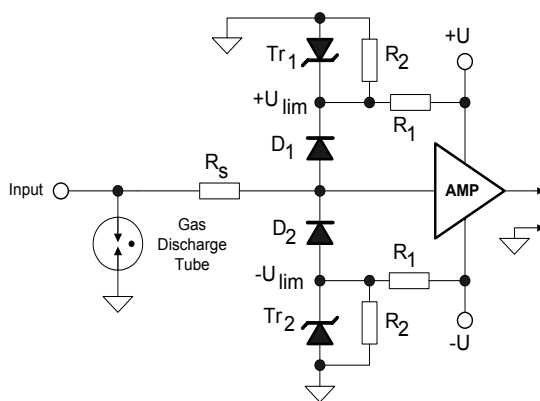 Tr1
R2
+U
+Ulim
R1
D1
Rs
Input
AMP
Gas
Discharge
Tube
D2
R1
-Ulim
Tr2
R2
-U